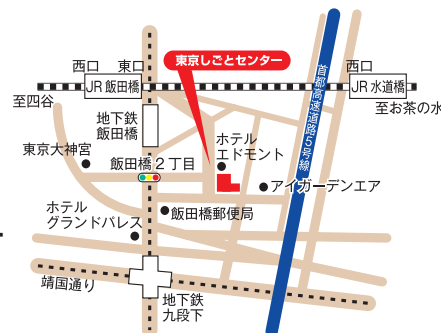 西口
東口
東京しごとセンター
西口
JR 飯田橋
JR 水道橋
至四谷
至お茶の水
首都高速道路5号線
地下鉄
飯田橋
ホテル
エドモント
東京大神宮
飯田橋2丁目
アイガーデンエア
ホテル
グランドパレス
飯田橋郵便局
靖国通り
地下鉄
九段下